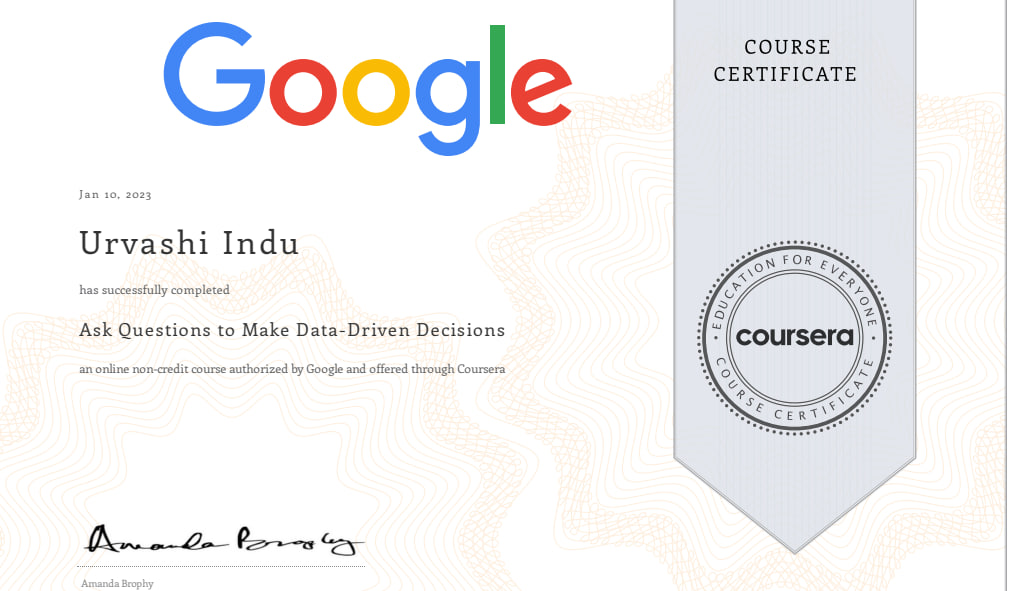 Google
COURSE
CERTIFICATE
Jan 10, 2023
Urvashi Indu
has successfully completed
Ask Questions to Make Data-Driven Decisions
an online non-credit course authorized by Google and offered through Coursera
EDUCATION FOR EVERYONE
coursera
COURSE CERTIFICATE
Amanda Brophy
Amanda Brophy